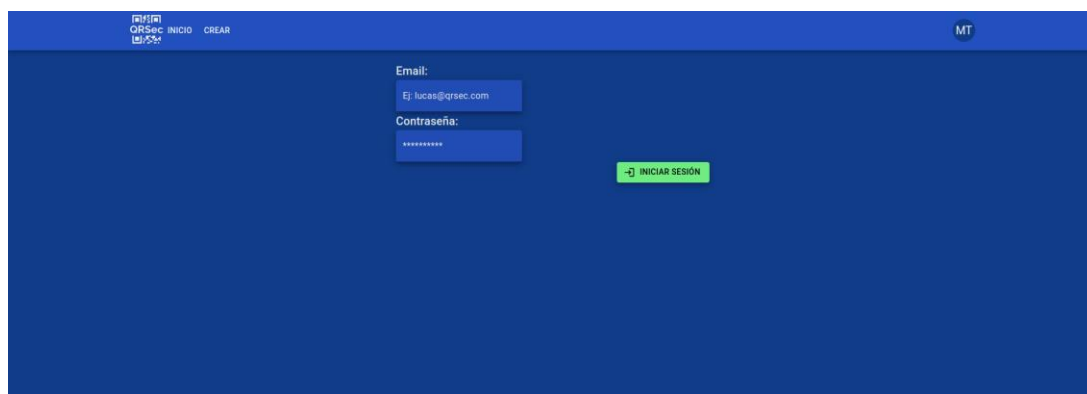 QRSec INICIO CREAR MT
Email:
Ej: lucas@qrsec.com
Contraseña:
**********
INICIAR SESIÓN